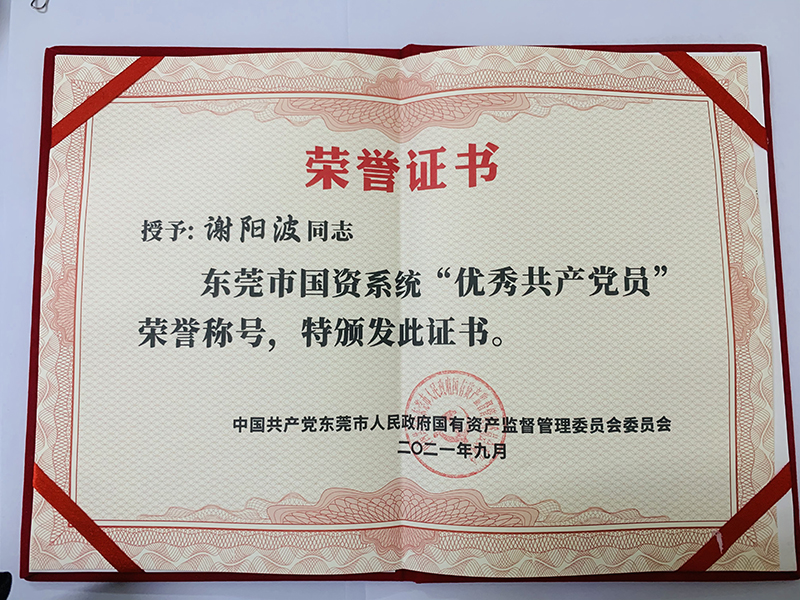 荣誉证书
授予：谢阳波同志
东莞市国资系统“优秀共产党员”
荣誉称号，特颁发此证书。
中国共产党东莞市人民政府国有资产监督管理委员会委员会
二〇二一年九月